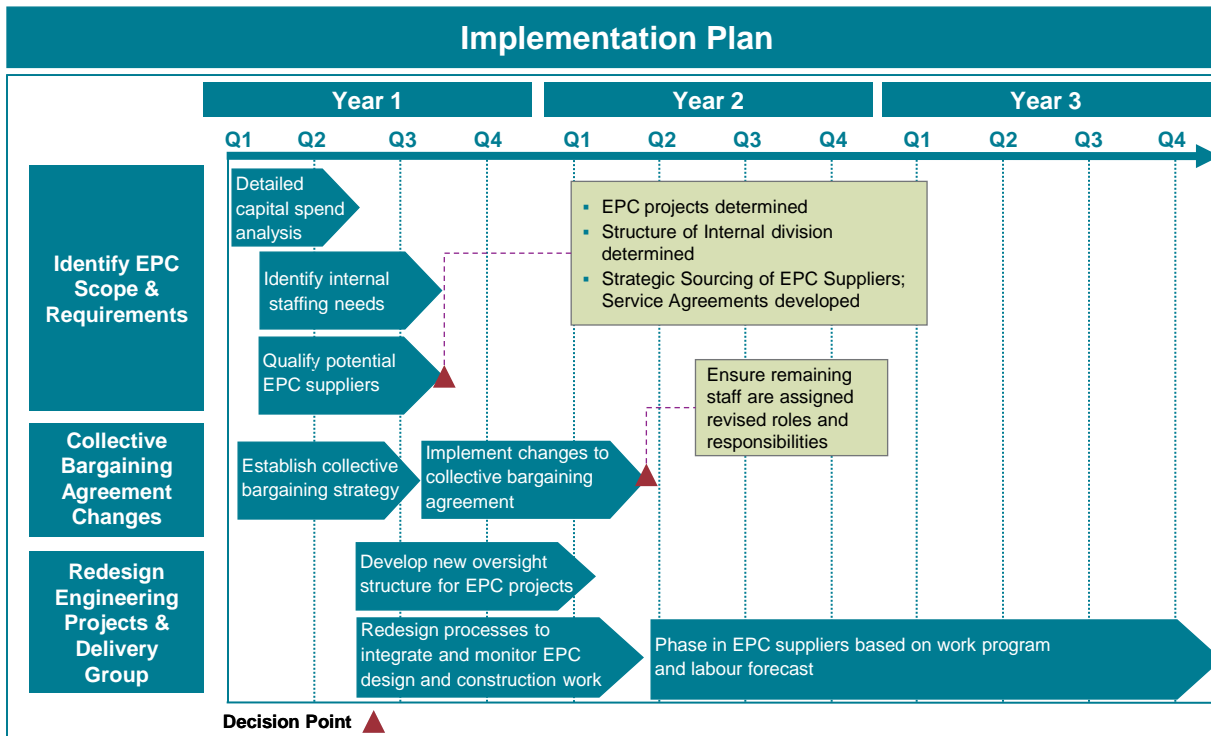 Implementation Plan
Year 1
Year 2
Year 3
Q1
Q2
Q3
Q4
Q1
Q2
Q3
Q4
Q1
Q2
Q3
Q4
Identify EPC
Scope &
Requirements
Detailed
capital spend
analysis
Identify internal
staffing needs
Qualify potential
EPC suppliers
▪ EPC projects determined
▪ Structure of Internal division
determined
▪ Strategic Sourcing of EPC Suppliers;
Service Agreements developed
Ensure remaining
staff are assigned
revised roles and
responsibilities
Collective
Bargaining
Agreement
Changes
Establish collective
bargaining strategy
Implement changes to
collective bargaining
agreement
Redesign
Engineering
Projects &
Delivery
Group
Develop new oversight
structure for EPC projects
Redesign processes to
integrate and monitor EPC
design and construction work
Phase in EPC suppliers based on work program
and labour forecast
Decision Point